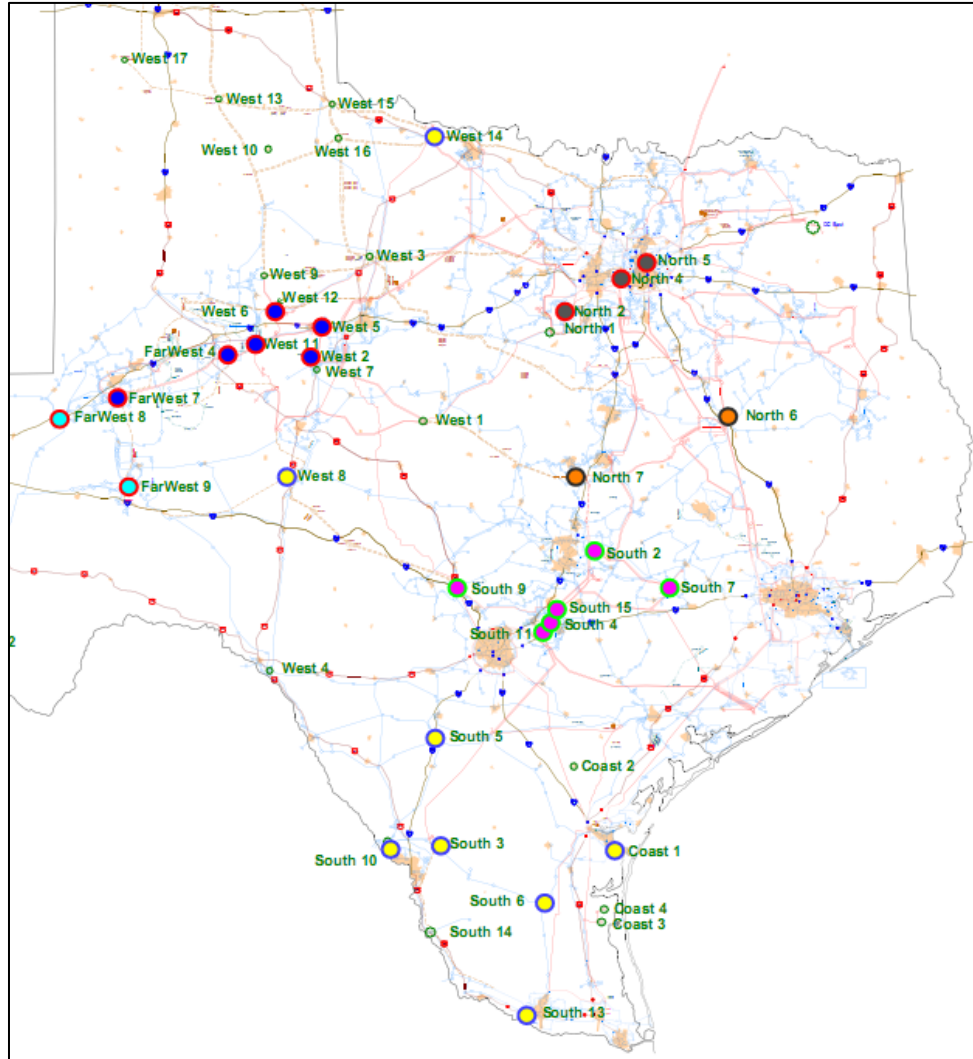 West 17
West 13
West 15
West 14
West 10
West 16
North 5
West 3
North 4
West 9
West 12
West 6
North 2
West 5
North 1
West 11
FarWest 4
West 2
West 7
FarWest 7
FarWest 8
West 1
North 6
West 8
North 7
FarWest 9
South 2
South 9
South 7
South 15
South 4
South 11
2
West 4
South 5
Coast 2
South 3
South 10
Coast 1
South 6
Coast 4
Coast 3
South 14
South 13